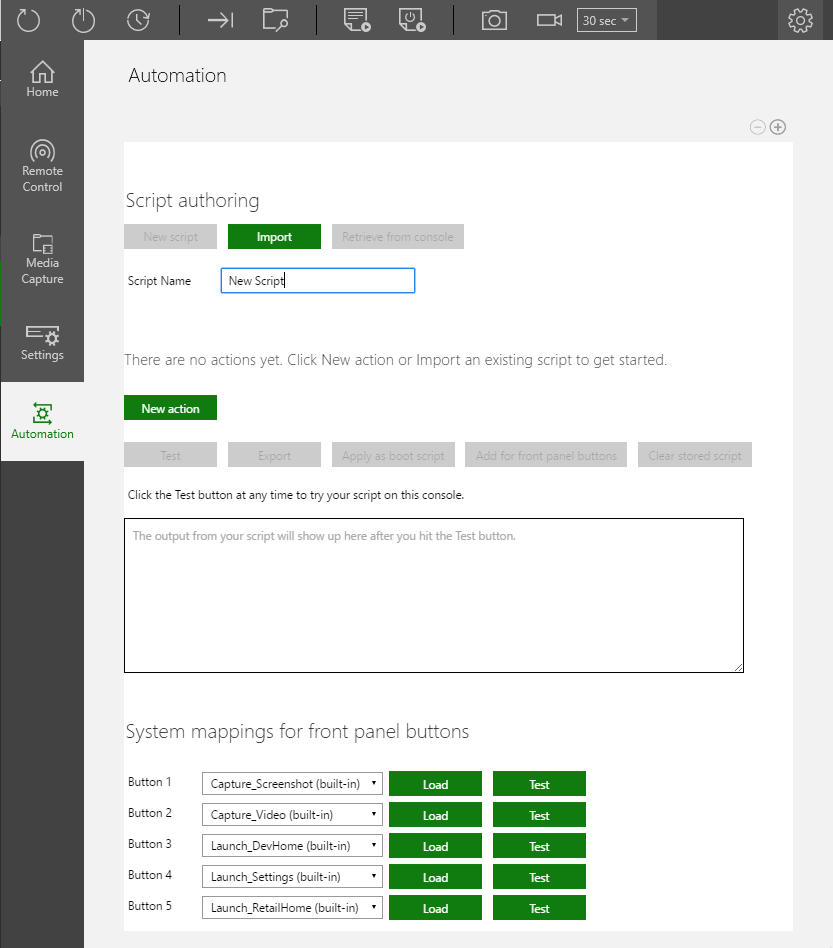 30 sec
Home
Remote
Control
Media
Capture
Settings
Automation
Automation
Script authoring
New script Import Retrieve from console
Script Name New Script
There are no actions yet. Click New action or Import an existing script to get started.
New action
Test Export Apply as boot script Add for front panel buttons Clear stored script
Click the Test button at any time to try your script on this console.
The output from your script will show up here after you hit the Test button.
System mappings for front panel buttons
Button 1 Capture_Screenshot (built-in) Load Test
Button 2 Capture_Video (built-in) Load Test
Button 3 Launch_DevHome (built-in) Load Test
Button 4 Launch_Settings (built-in) Load Test
Button 5 Launch_RetailHome (built-in) Load Test